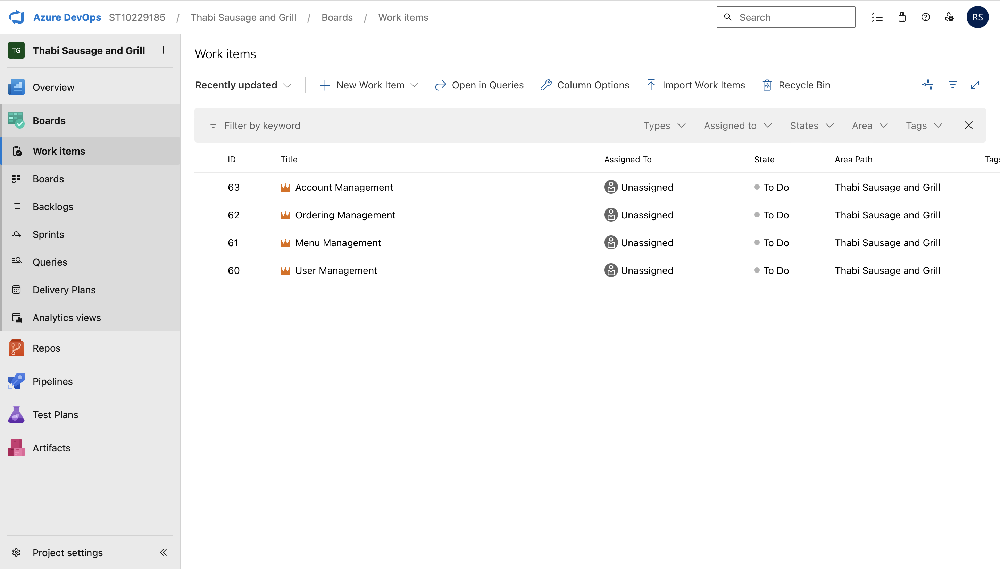 Azure DevOps ST10229185 / Thabi Sausage and Grill / Boards / Work items Search RS
TG Thabi Sausage and Grill
Overview
Boards
Work items
Boards
Backlogs
Sprints
Queries
Delivery Plans
Analytics views
Repos
Pipelines
Test Plans
Artifacts
Project settings
Work items
Recently updated New Work Item Open in Queries Column Options Import Work Items Recycle Bin
Filter by keyword Types Assigned to States Area Tags
ID Title Assigned To State Area Path Tags
63 Account Management Unassigned To Do Thabi Sausage and Grill
62 Ordering Management Unassigned To Do Thabi Sausage and Grill
61 Menu Management Unassigned To Do Thabi Sausage and Grill
60 User Management Unassigned To Do Thabi Sausage and Grill